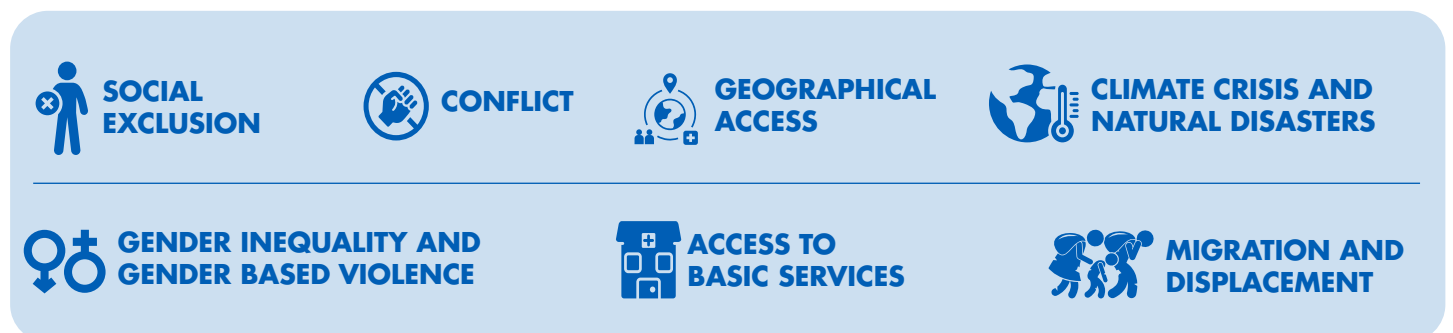 SOCIAL
EXCLUSION
CONFLICT
GEOGRAPHICAL
ACCESS
CLIMATE CRISIS AND
NATURAL DISASTERS
GENDER INEQUALITY AND
GENDER BASED VIOLENCE
ACCESS TO
BASIC SERVICES
MIGRATION AND
DISPLACEMENT